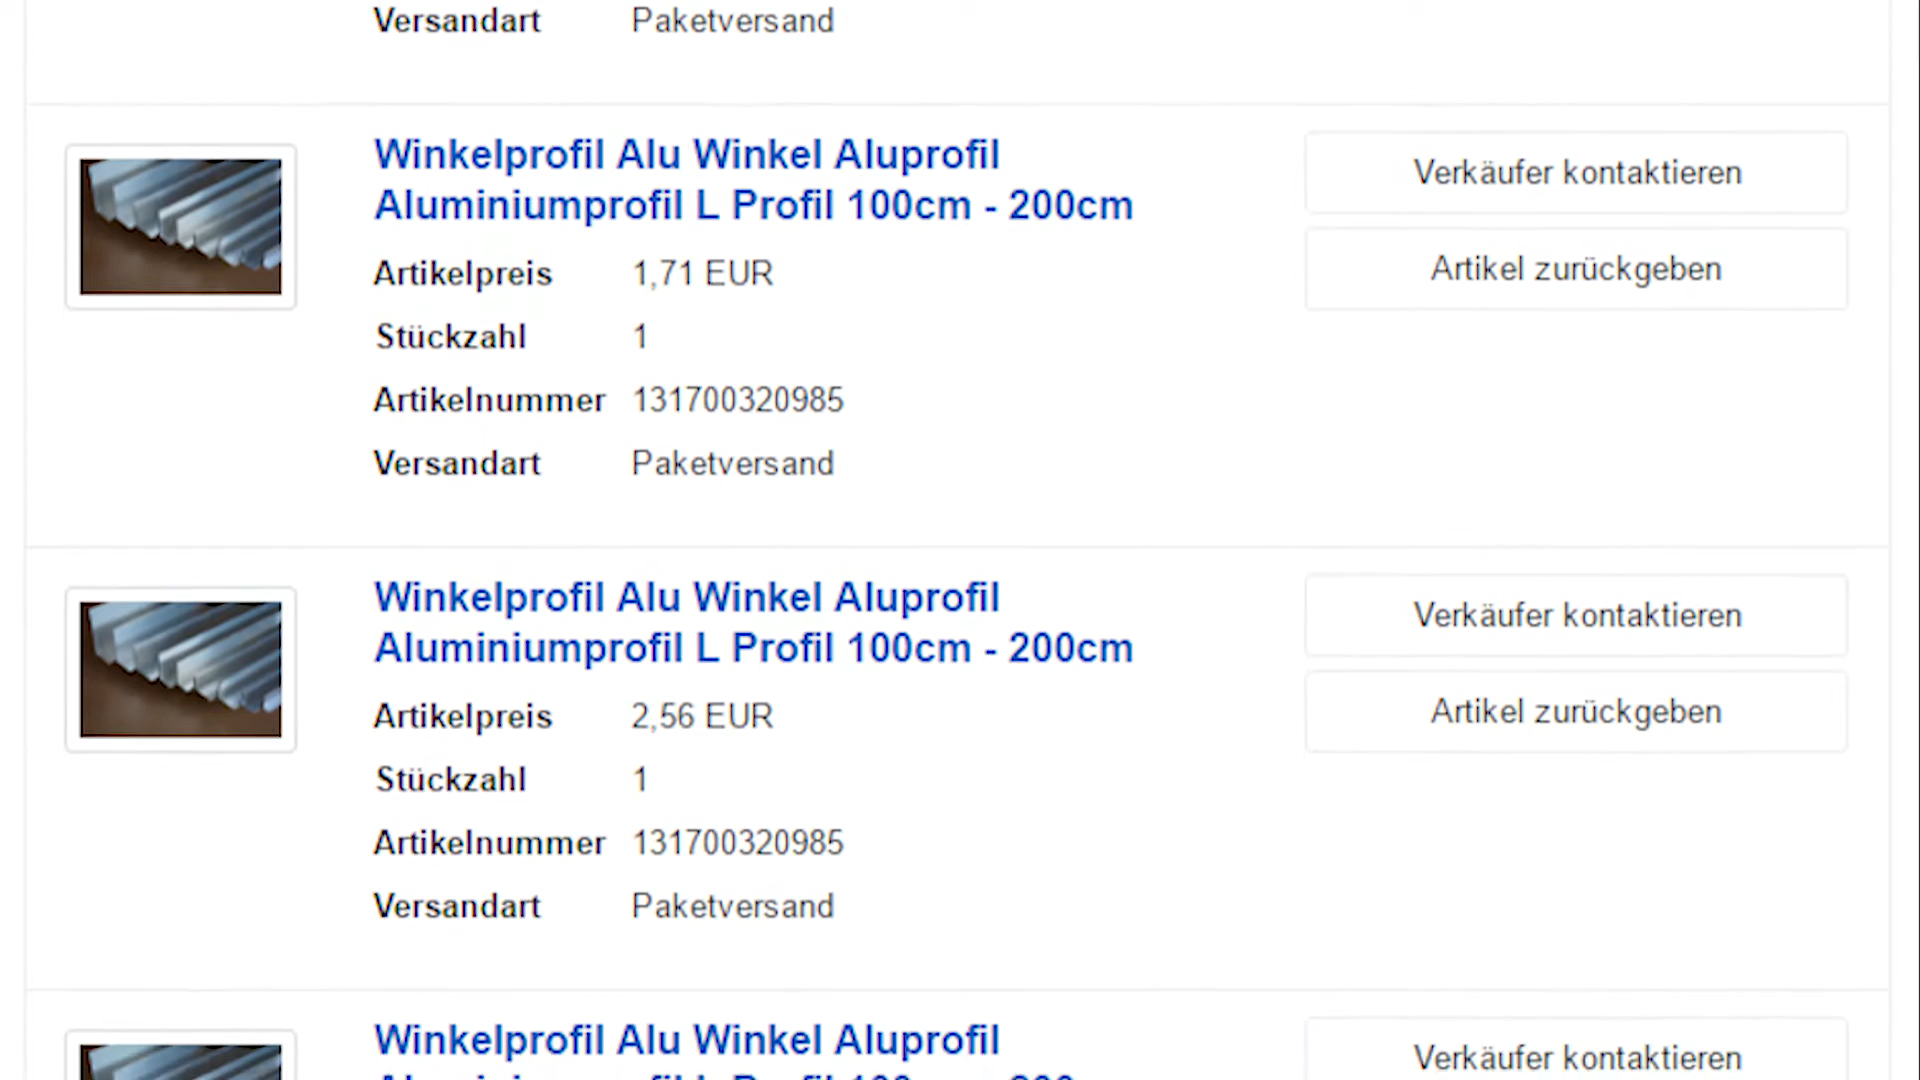 Versandart Paketversand
Winkelprofil Alu Winkel Aluprofil
Aluminiumprofil L Profil 100cm - 200cm
Artikelpreis 1,71 EUR
Stückzahl 1
Artikelnummer 131700320985
Versandart Paketversand
Verkäufer kontaktieren
Artikel zurückgeben
Winkelprofil Alu Winkel Aluprofil
Aluminiumprofil L Profil 100cm - 200cm
Artikelpreis 2,56 EUR
Stückzahl 1
Artikelnummer 131700320985
Versandart Paketversand
Verkäufer kontaktieren
Artikel zurückgeben
Winkelprofil Alu Winkel Aluprofil
Verkäufer kontaktieren